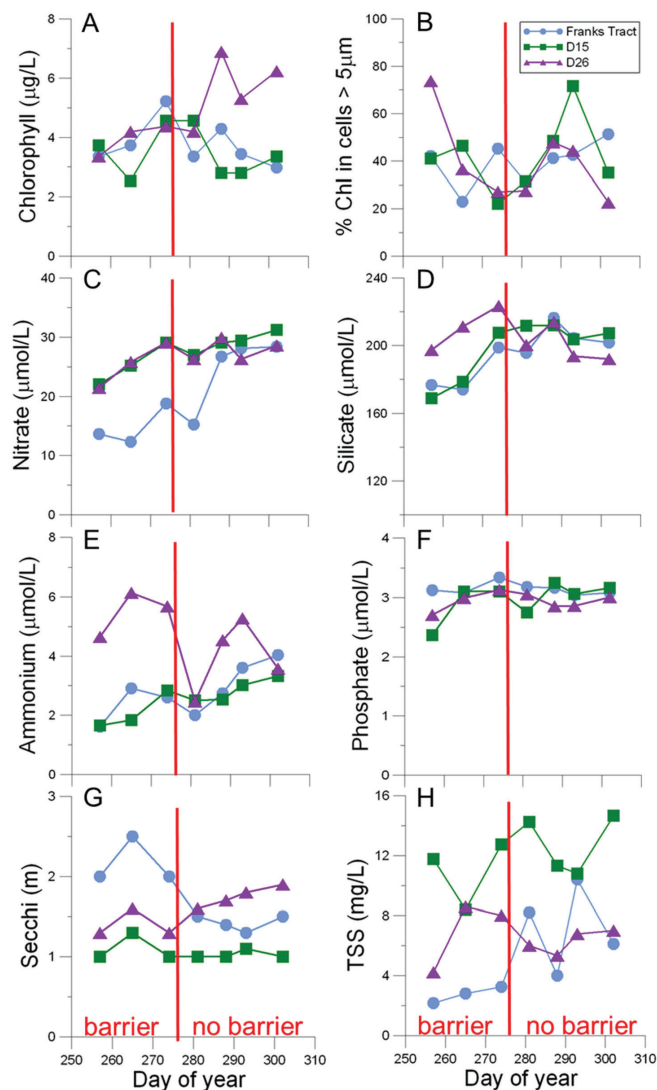 A
Chlorophyll (µg/L)
8
6
4
2
0
B
% Chl in cells > 5µm
100
80
60
40
20
0
Franks Tract
D15
D26
C
Nitrate (µmol/L)
40
30
20
10
0
D
Silicate (µmol/L)
240
220
200
180
160
140
120
100
E
Ammonium (µmol/L)
8
6
4
2
0
F
Phosphate (µmol/L)
4
3
2
1
0
G
Secchi (m)
3
2
1
0
barrier no barrier
250 260 270 280 290 300 310
Day of year
H
TSS (mg/L)
16
12
8
4
0
barrier no barrier
250 260 270 280 290 300 310
Day of year